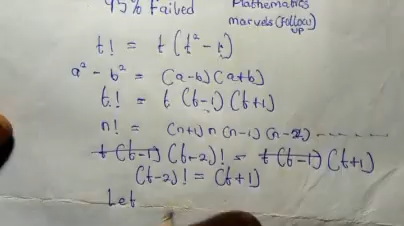 95% Failed
Mathematics
marvels (follow
up
t! = t(t² - 1)
a² - b² = (a-b)(a+b)
t! = t (t-1)(t+1)
n! = (n+1) n (n-1) (n-2) --------
t(t-1)(t-2)! = t(t-1)(t+1)
(t-2)! = (t+1)
Let